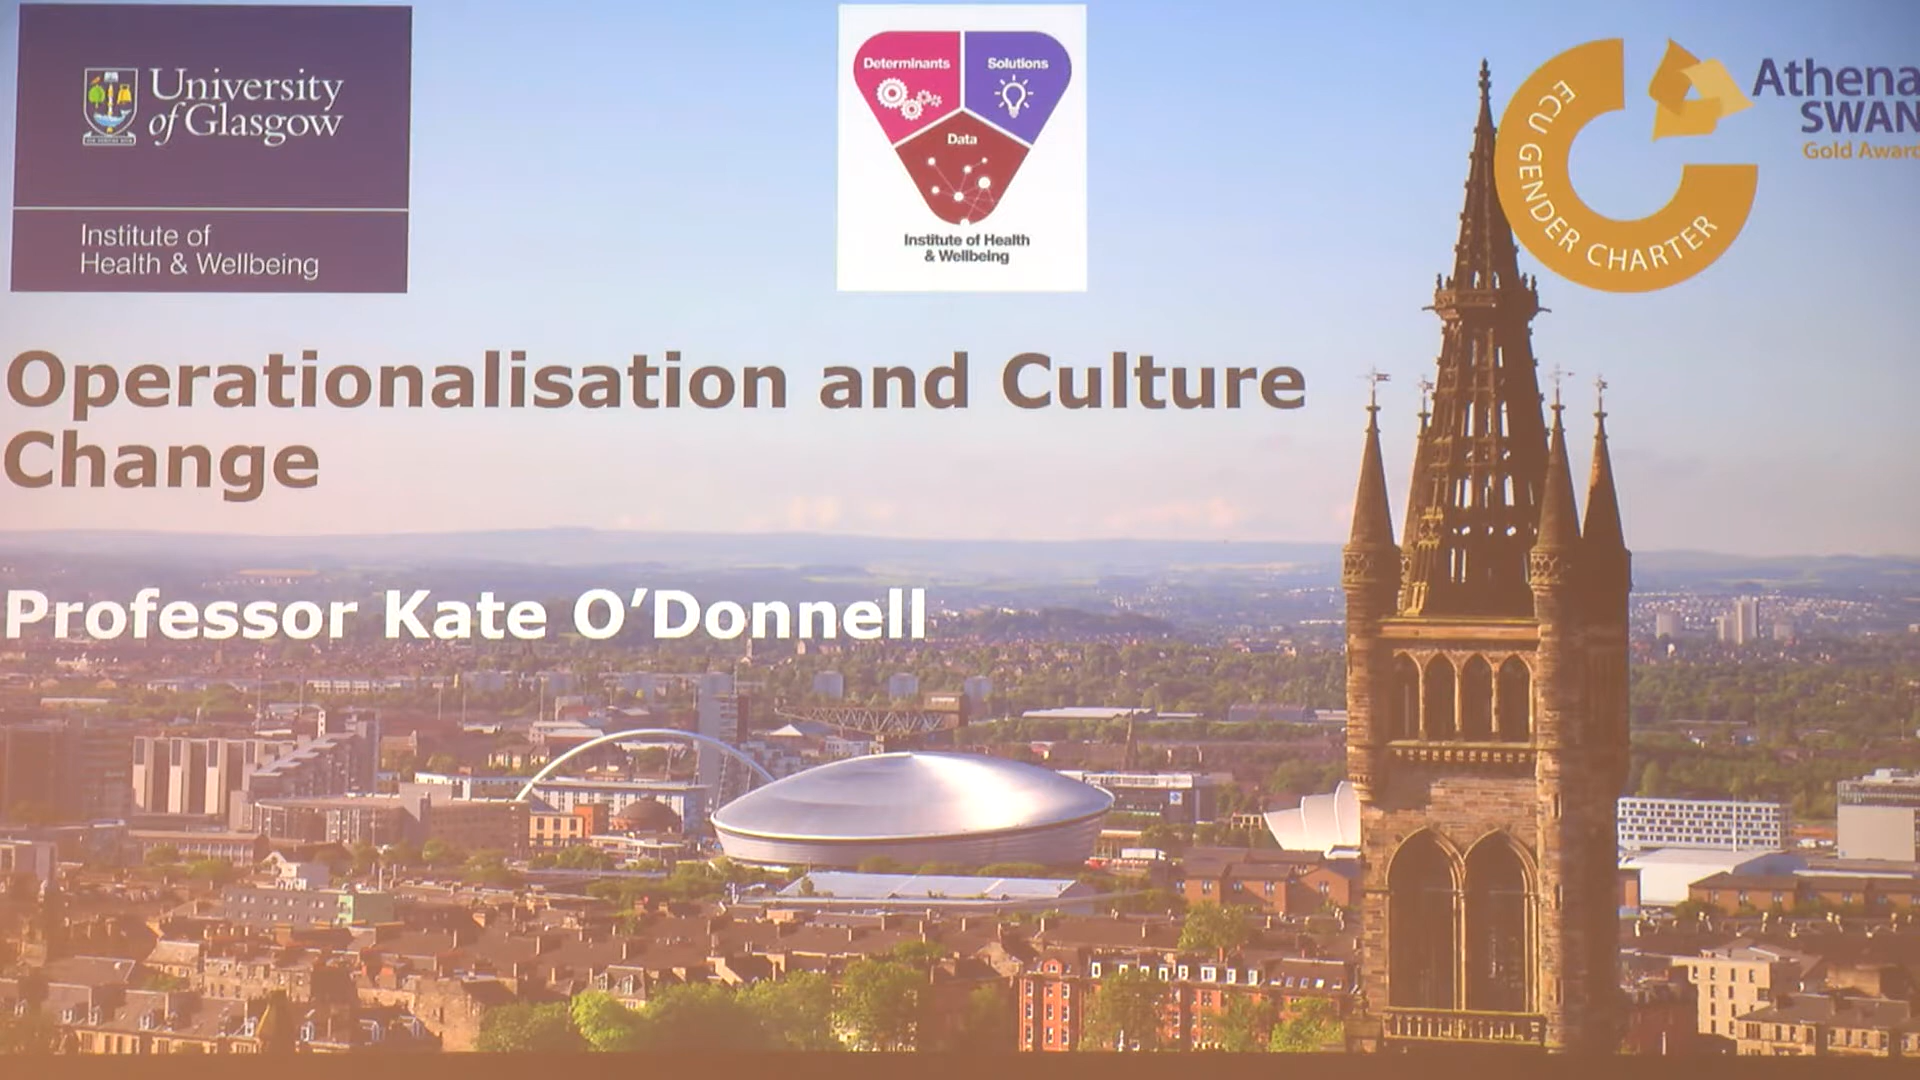 University
of Glasgow
Institute of
Health & Wellbeing
Determinants
Solutions
Data
Institute of Health
& Wellbeing
ECU GENDER CHARTER
Athena
SWAN
Gold Award
Operationalisation and Culture
Change
Professor Kate O’Donnell